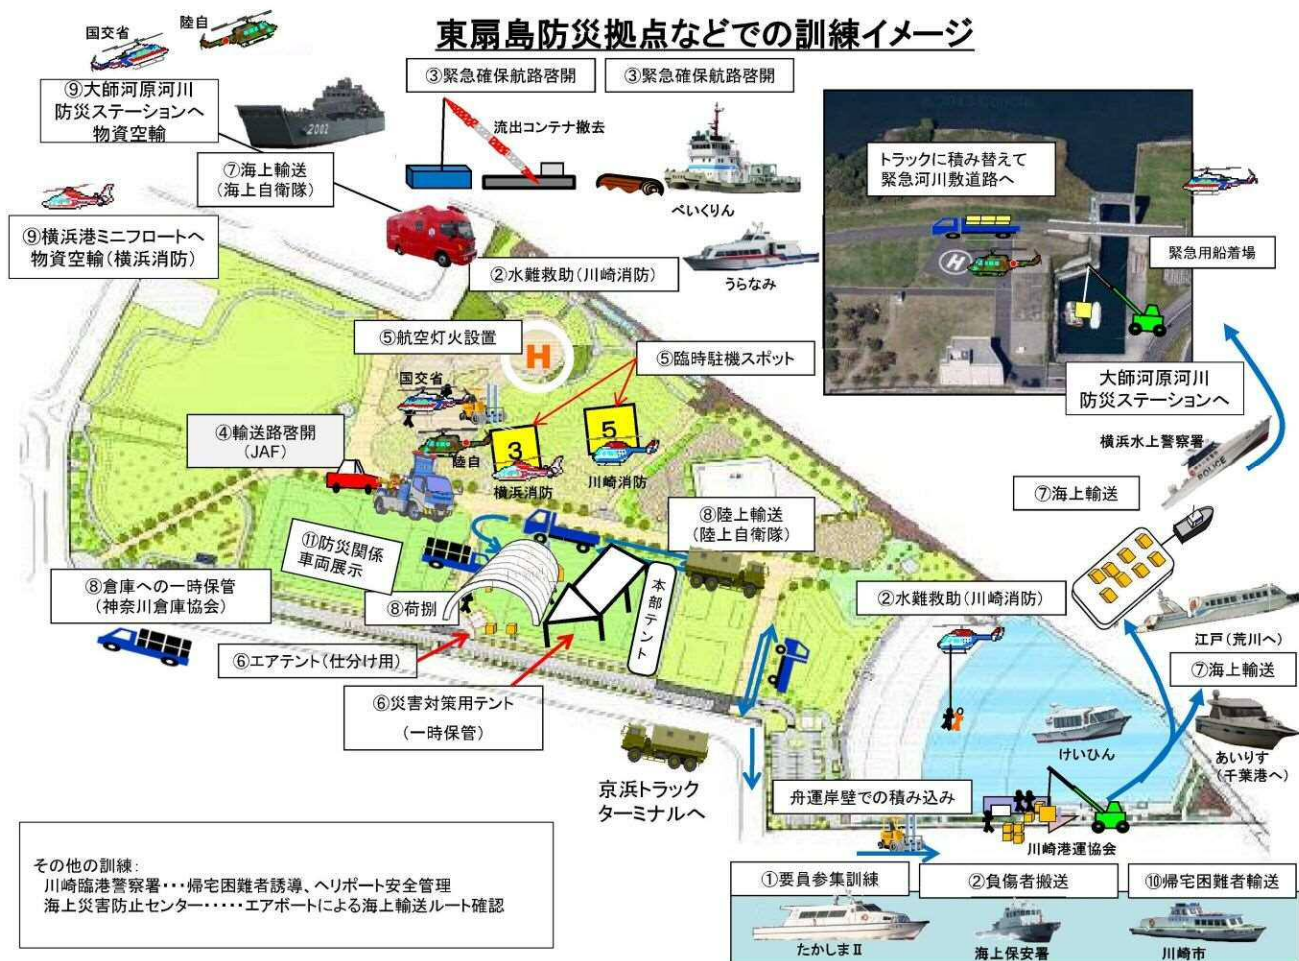 東扇島防災拠点などでの訓練イメージ
国交省
陸自
⑨大師河原河川
防災ステーションへ
物資空輸
2002
⑦海上輸送
(海上自衛隊)
③緊急確保航路啓開
③緊急確保航路啓開
流出コンテナ撤去
べいくりん
⑨横浜港ミニフロートへ
物資空輸(横浜消防)
②水難救助(川崎消防)
うらなみ
トラックに積み替えて
緊急河川敷道路へ
H
緊急用船着場
大師河原河川
防災ステーションへ
⑤航空灯火設置
H
⑤臨時駐機スポット
国交省
陸自
3
横浜消防
5
川崎消防
④輸送路啓開
(JAF)
横浜水上警察署
POLICE
⑦海上輸送
⑪防災関係
車両展示
⑧陸上輸送
(陸上自衛隊)
⑧倉庫への一時保管
(神奈川倉庫協会)
⑧荷捌
本部テント
⑥エアテント(仕分け用)
⑥災害対策用テント
(一時保管)
②水難救助(川崎消防)
江戸(荒川へ)
⑦海上輸送
あいりす
(千葉港へ)
けいひん
京浜トラック
ターミナルへ
舟運岸壁での積み込み
川崎港運協会
その他の訓練:
川崎臨港警察署・・・帰宅困難者誘導、ヘリポート安全管理
海上災害防止センター・・・・・エアボートによる海上輸送ルート確認
①要員参集訓練
たかしまⅡ
②負傷者搬送
海上保安署
⑩帰宅困難者輸送
川崎市